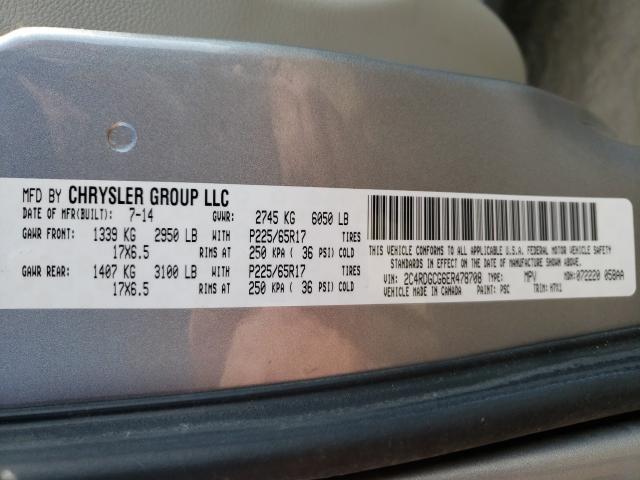 MFD BY CHRYSLER GROUP LLC
DATE OF MFR(BUILT): 7-14 GVWR: 2745 KG 6050 LB
GAWR FRONT: 1339 KG 2950 LB WITH P225/65R17 TIRES
17X6.5 RIMS AT 250 KPA ( 36 PSI) COLD
GAWR REAR: 1407 KG 3100 LB WITH P225/65R17 TIRES
17X6.5 RIMS AT 250 KPA ( 36 PSI) COLD
THIS VEHICLE CONFORMS TO ALL APPLICABLE U.S.A. FEDERAL MOTOR VEHICLE SAFETY
STANDARDS IN EFFECT ON THE DATE OF MANUFACTURE SHOWN ABOVE.
VIN: 2C4RDGCG6ER478708 TYPE: MPV MDH: 072220 058AA
VEHICLE MADE IN CANADA PAINT: PSC TRIM: H7X1